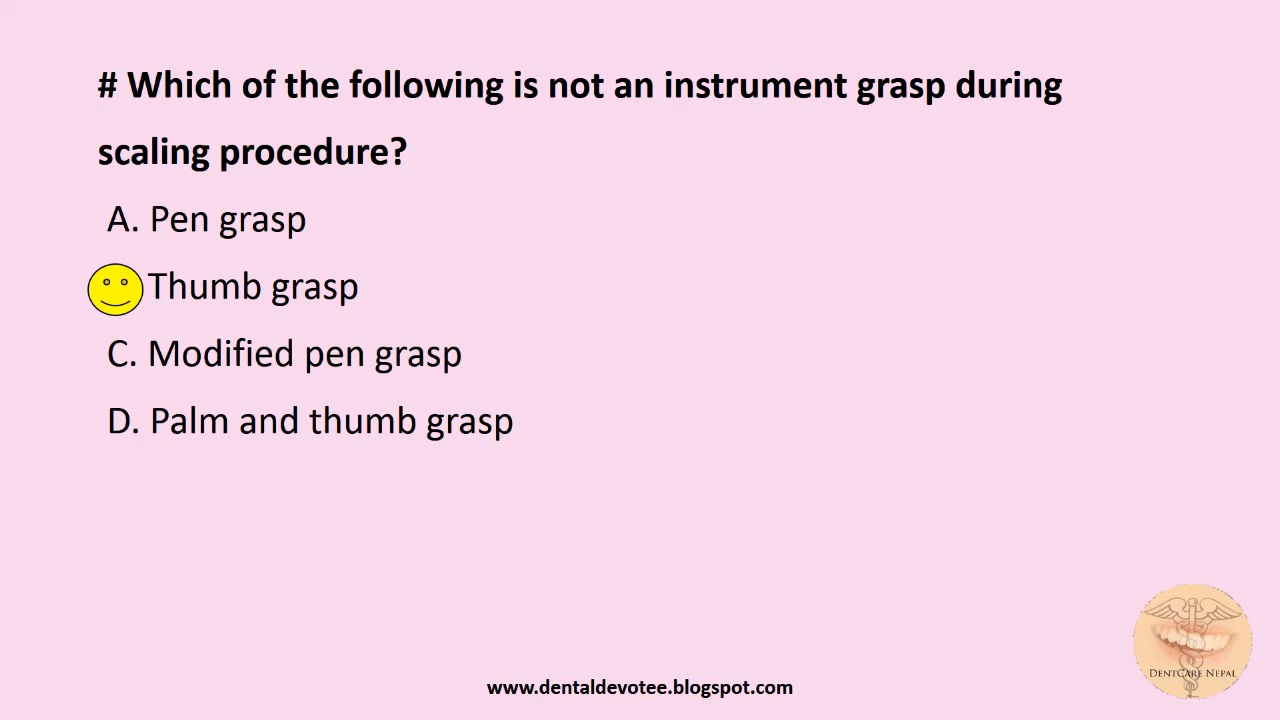 # Which of the following is not an instrument grasp during
scaling procedure?
A. Pen grasp
Thumb grasp
C. Modified pen grasp
D. Palm and thumb grasp
DENTCARE NEPAL
www.dentaldevotee.blogspot.com